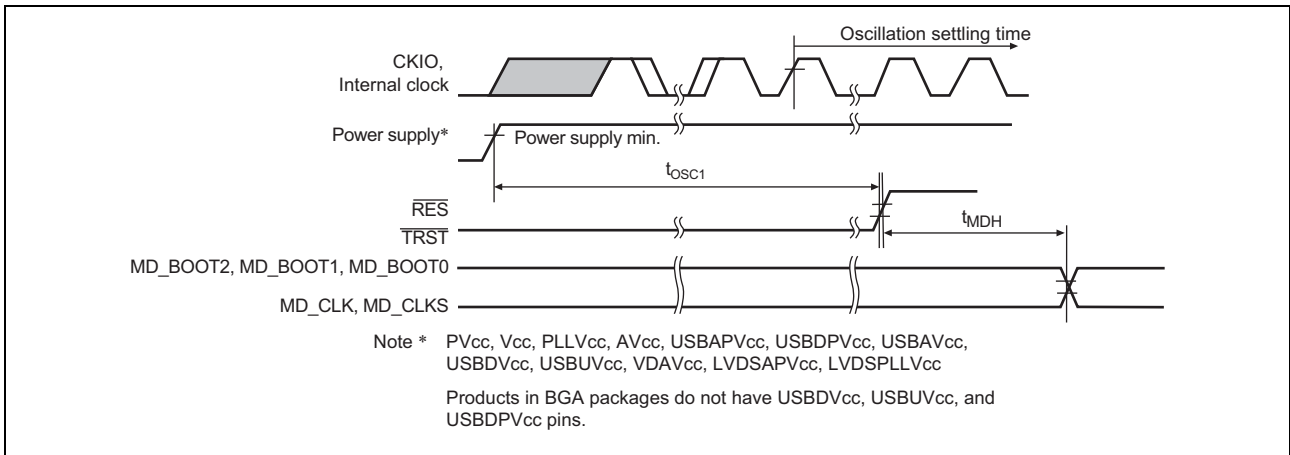 Oscillation settling time
CKIO,
Internal clock
Power supply*
Power supply min.
tOSC1
RES
TRST
tMDH
MD_BOOT2, MD_BOOT1, MD_BOOT0
MD_CLK, MD_CLKS
Note * PVcc, Vcc, PLLVcc, AVcc, USBAPVcc, USBDPVcc, USBAVcc,
USBDVcc, USBUVcc, VDAVcc, LVDSAPVcc, LVDSPLLVcc
Products in BGA packages do not have USBDVcc, USBUVcc, and
USBDPVcc pins.